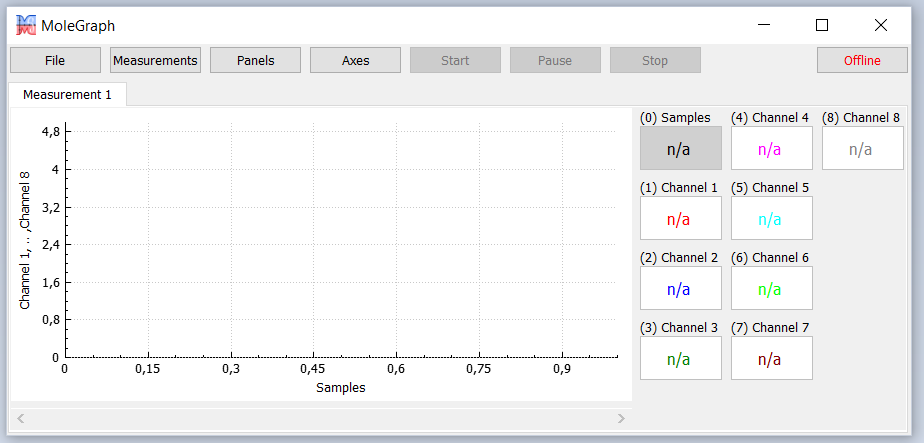 MoleGraph
File Measurements Panels Axes Start Pause Stop Offline
Measurement 1
(0) Samples (4) Channel 4 (8) Channel 8
n/a n/a n/a
(1) Channel 1 (5) Channel 5
n/a n/a
(2) Channel 2 (6) Channel 6
n/a n/a
(3) Channel 3 (7) Channel 7
n/a n/a
Channel 1, .. ,Channel 8
4,8
4
3,2
2,4
1,6
0,8
0
0 0,15 0,3 0,45 0,6 0,75 0,9
Samples